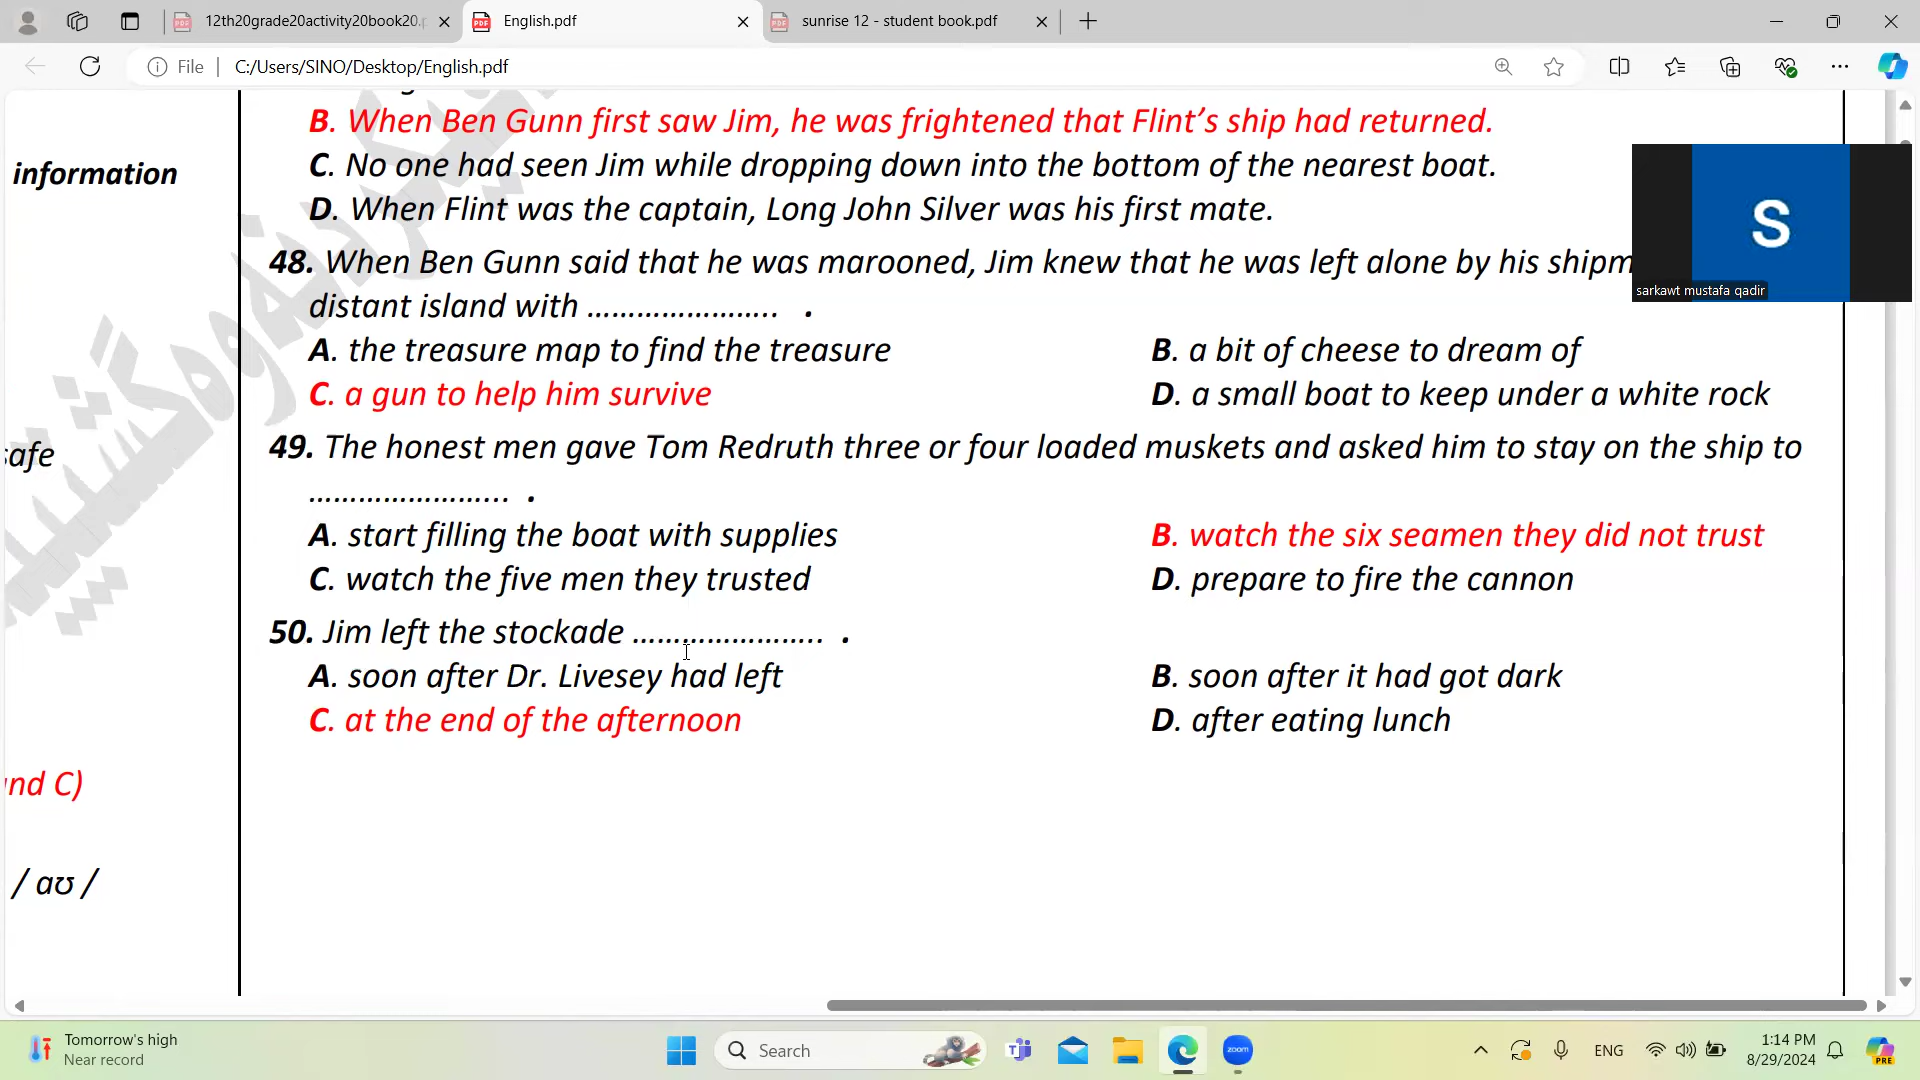 12th20grade20activity20book20.p
English.pdf
sunrise 12 - student book.pdf
File
C:/Users/SINO/Desktop/English.pdf
B. When Ben Gunn first saw Jim, he was frightened that Flint's ship had returned.
information
C. No one had seen Jim while dropping down into the bottom of the nearest boat.
D. When Flint was the captain, Long John Silver was his first mate.
S
48. When Ben Gunn said that he was marooned, Jim knew that he was left alone by his shipm
sarkawt mustafa qadir
distant island with ………………….. .
A. the treasure map to find the treasure
B. a bit of cheese to dream of
C. a gun to help him survive
D. a small boat to keep under a white rock
49. The honest men gave Tom Redruth three or four loaded muskets and asked him to stay on the ship to
safe
…………………... .
A. start filling the boat with supplies
B. watch the six seamen they did not trust
C. watch the five men they trusted
D. prepare to fire the cannon
50. Jim left the stockade ………………….. .
A. soon after Dr. Livesey had left
B. soon after it had got dark
C. at the end of the afternoon
D. after eating lunch
nd C)
/ aʊ /
Tomorrow's high
Near record
Search
zoom
ENG
1:14 PM
8/29/2024
PRE